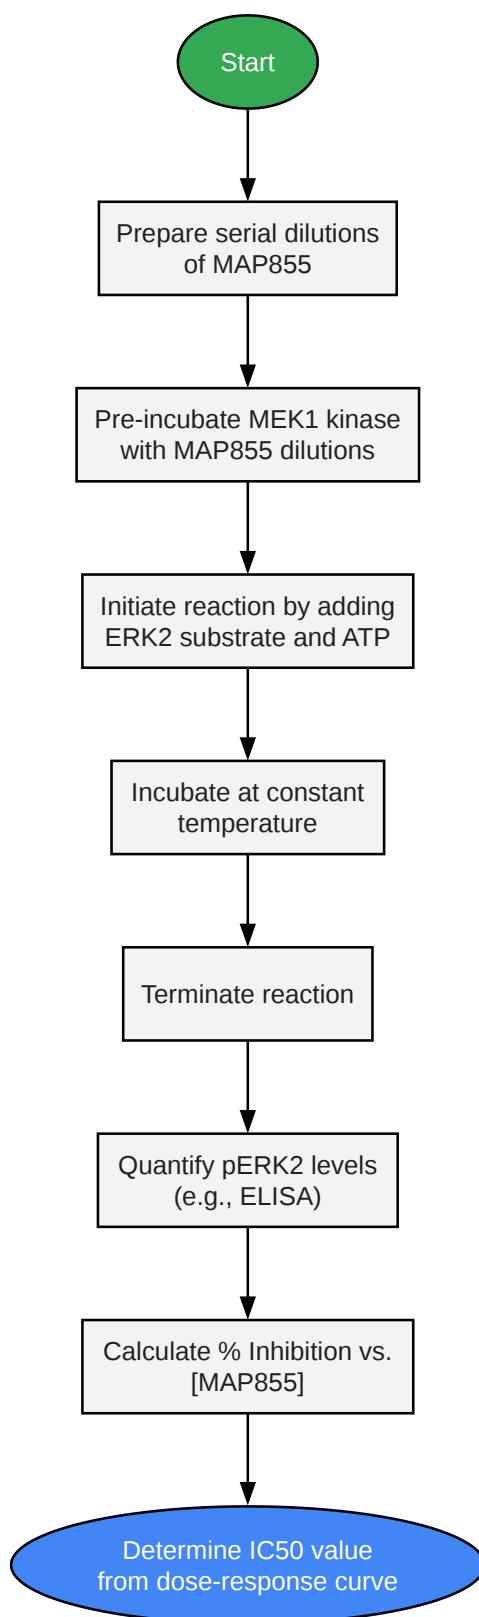 Start
Prepare serial dilutions
of MAP855
Pre-incubate MEK1 kinase
with MAP855 dilutions
Initiate reaction by adding
ERK2 substrate and ATP
Incubate at constant
temperature
Terminate reaction
Quantify pERK2 levels
(e.g., ELISA)
Calculate % Inhibition vs.
[MAP855]
Determine IC50 value
from dose-response curve